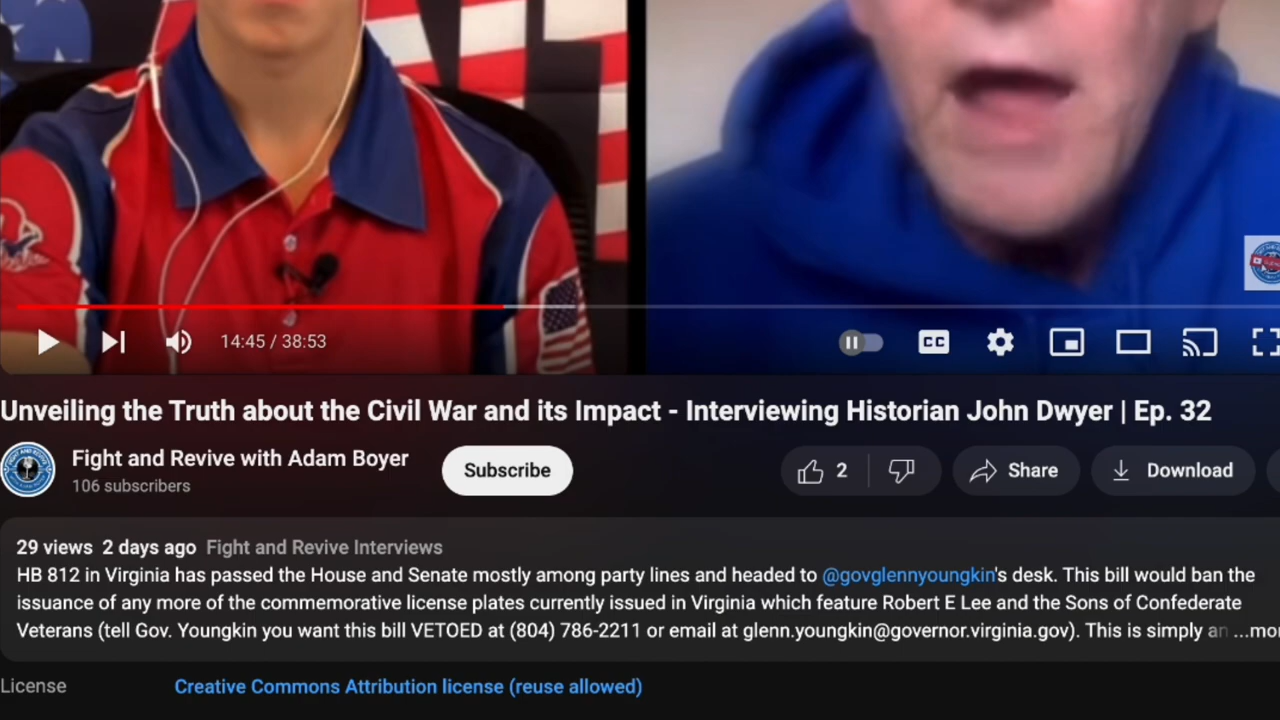 14:45 / 38:53
CC
Unveiling the Truth about the Civil War and its Impact - Interviewing Historian John Dwyer | Ep. 32
Fight and Revive with Adam Boyer
106 subscribers
Subscribe
2
Share
Download
29 views 2 days ago Fight and Revive Interviews
HB 812 in Virginia has passed the House and Senate mostly among party lines and headed to @govglennyoungkin's desk. This bill would ban the
issuance of any more of the commemorative license plates currently issued in Virginia which feature Robert E Lee and the Sons of Confederate
Veterans (tell Gov. Youngkin you want this bill VETOED at (804) 786-2211 or email at glenn.youngkin@governor.virginia.gov). This is simply an ...mor
License
Creative Commons Attribution license (reuse allowed)